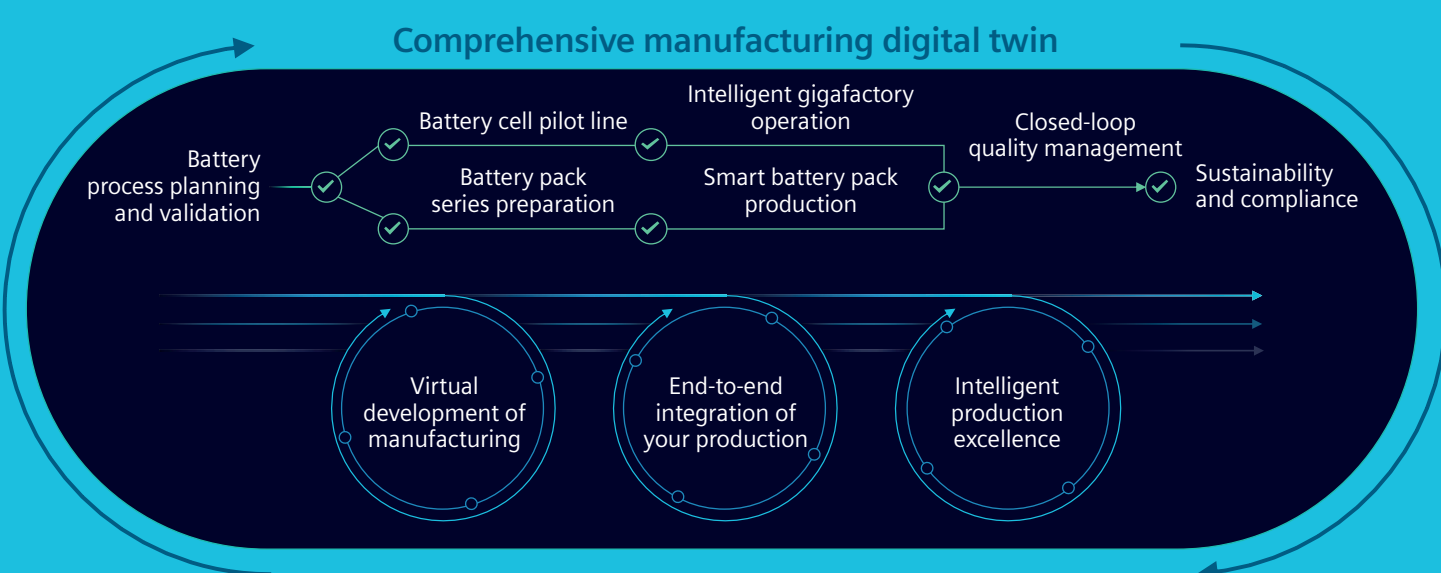 Comprehensive manufacturing digital twin
Battery
process planning
and validation
Battery cell pilot line
Battery pack
series preparation
Intelligent gigafactory
operation
Smart battery pack
production
Closed-loop
quality management
Sustainability
and compliance
Virtual
development of
manufacturing
End-to-end
integration of
your production
Intelligent
production
excellence